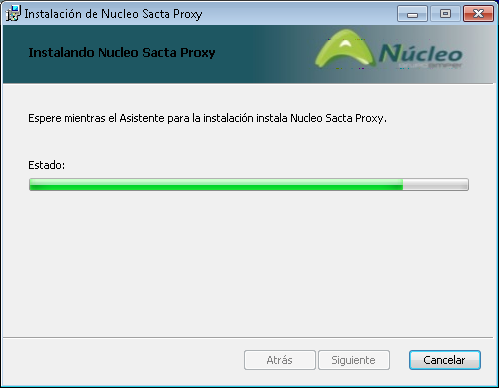 Instalación de Nucleo Sacta Proxy
Instalando Nucleo Sacta Proxy
Núcleo
Espere mientras el Asistente para la instalación instala Nucleo Sacta Proxy.
Estado:
Atrás
Siguiente
Cancelar